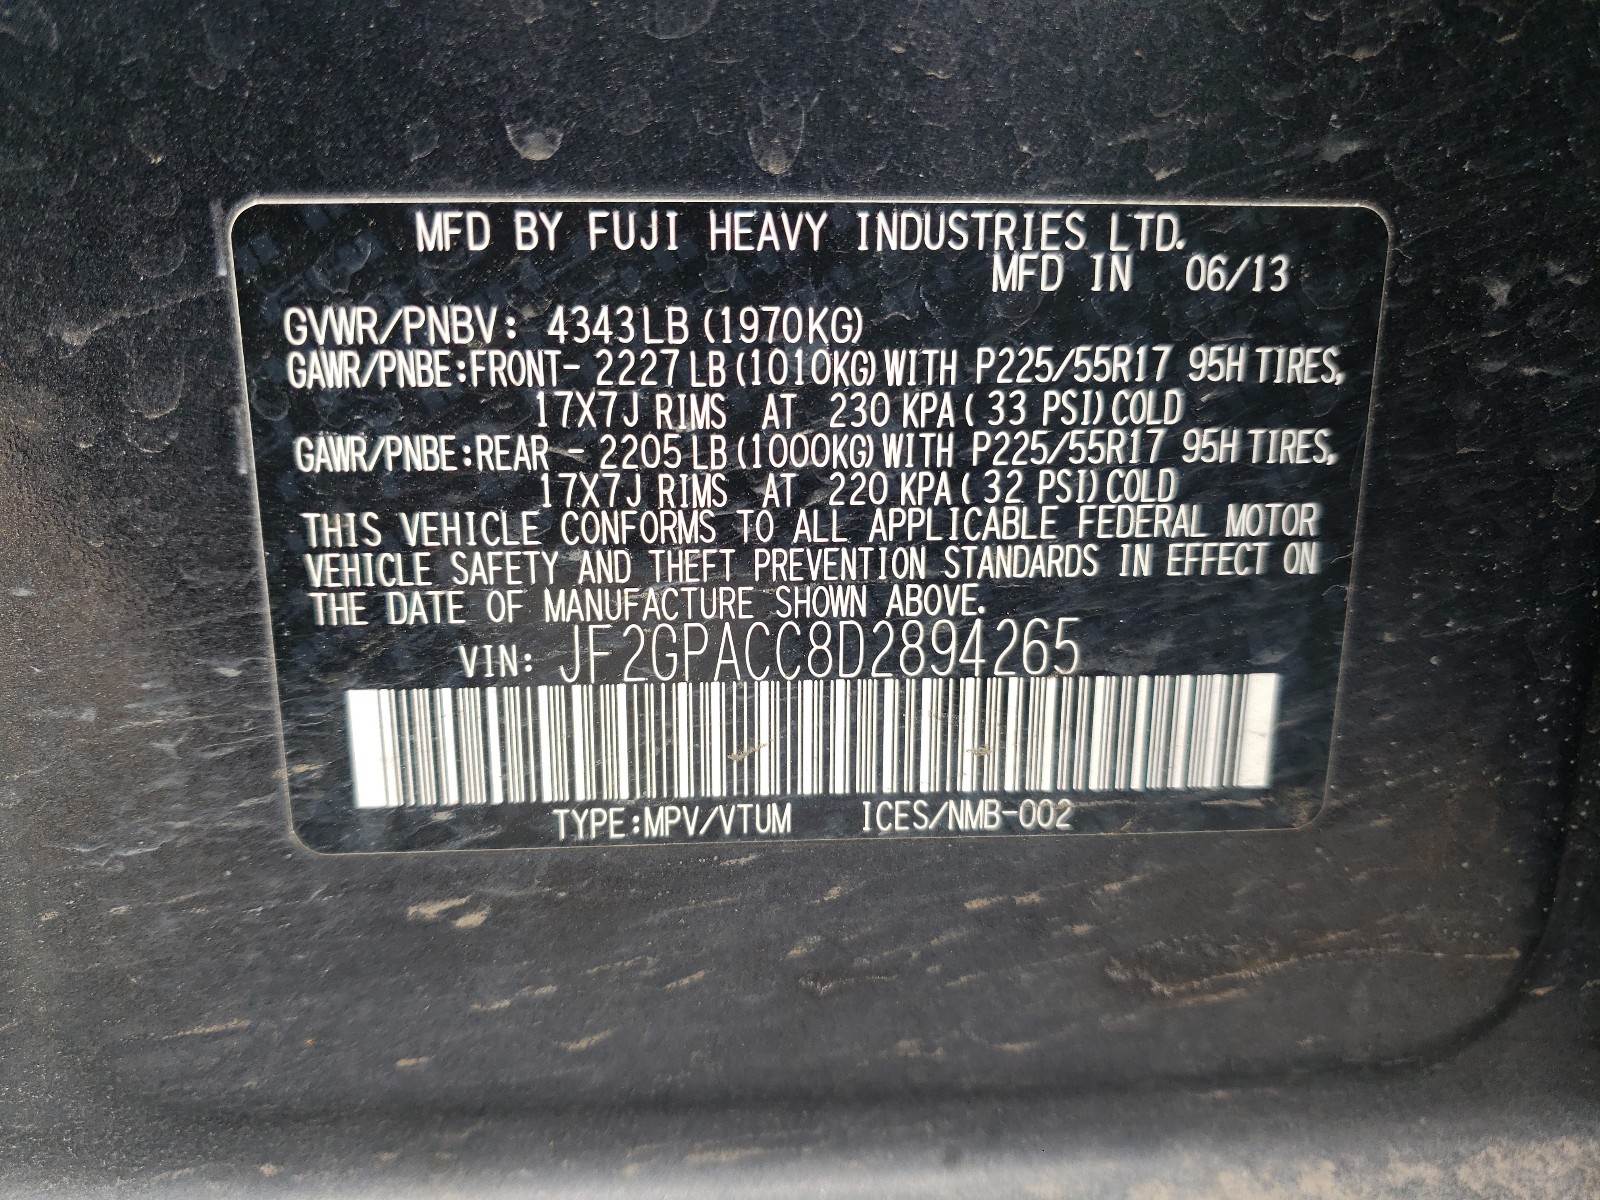 MFD BY FUJI HEAVY INDUSTRIES LTD.
MFD IN 06/13
GVWR/PNBV: 4343LB (1970KG)
GAWR/PNBE:FRONT- 2227LB (1010KG) WITH P225/55R17 95H TIRES,
17X7J RIMS AT 230 KPA ( 33 PSI) COLD
GAWR/PNBE:REAR - 2205LB (1000KG) WITH P225/55R17 95H TIRES,
17X7J RIMS AT 220 KPA ( 32 PSI) COLD
THIS VEHICLE CONFORMS TO ALL APPLICABLE FEDERAL MOTOR
VEHICLE SAFETY AND THEFT PREVENTION STANDARDS IN EFFECT ON
THE DATE OF MANUFACTURE SHOWN ABOVE.
VIN: JF2GPACC8D2894265
TYPE:MPV/VTUM ICES/NMB-002